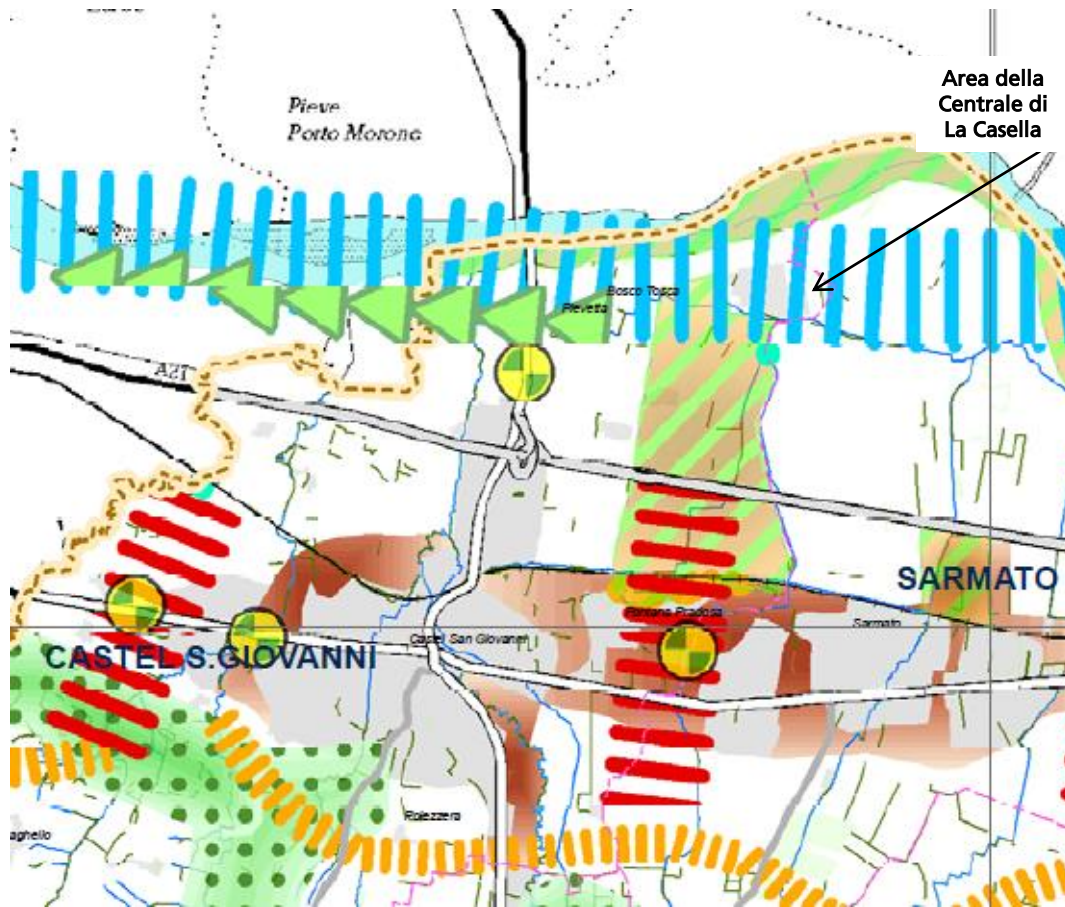 Pieve
Porto Morone
Area della
Centrale di
La Casella
Bosco Tosca
Pievetta
A21
SARMATO
Fontana Pradosa
Sarmato
Castel San Giovanni
CASTEL S.GIOVANNI
aghello